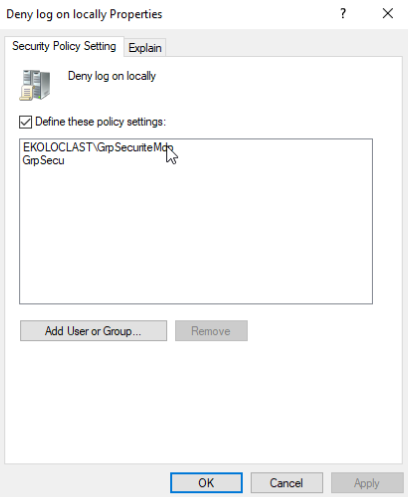 Deny log on locally Properties
Security Policy Setting
Explain
Deny log on locally
Define these policy settings:
EKOLOCLAST\GrpSecuriteMdp
GrpSecu
Add User or Group...
Remove
OK
Cancel
Apply